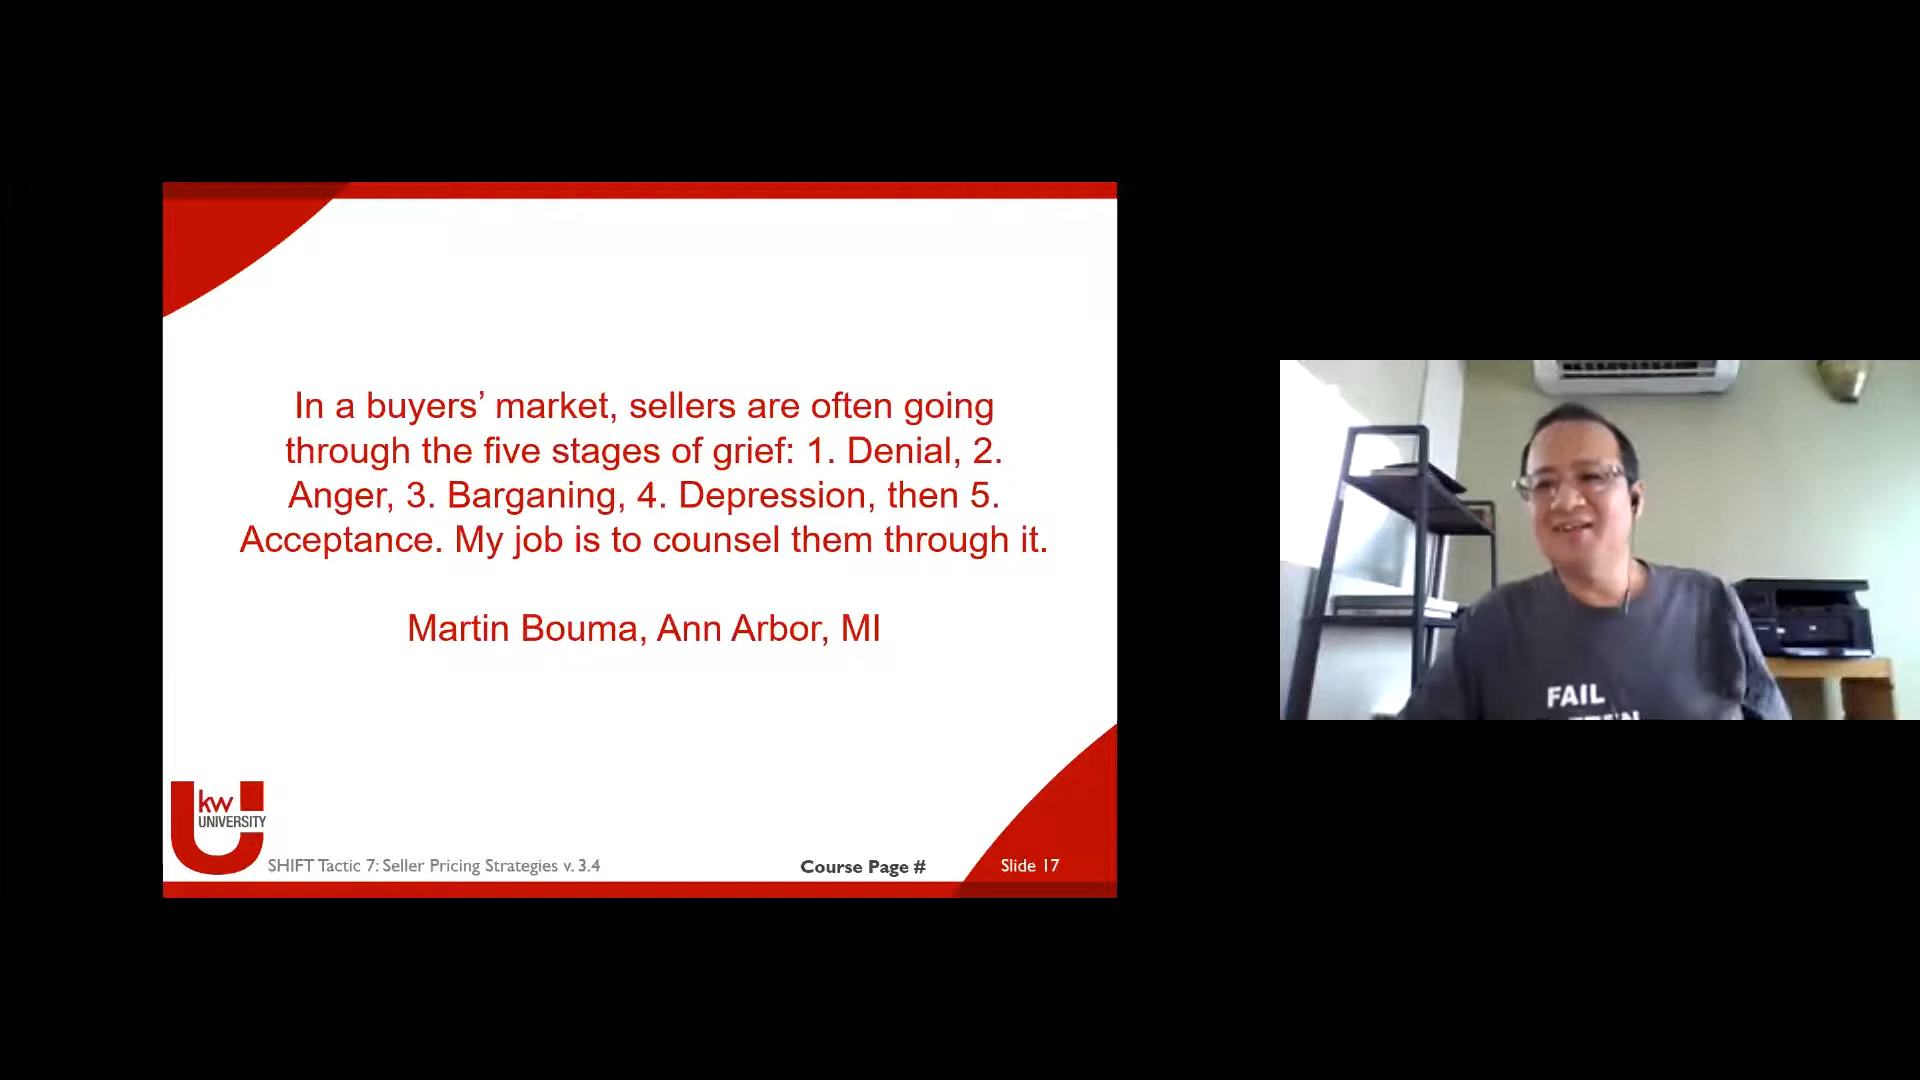 In a buyers’ market, sellers are often going
through the five stages of grief: 1. Denial, 2.
Anger, 3. Barganing, 4. Depression, then 5.
Acceptance. My job is to counsel them through it.
Martin Bouma, Ann Arbor, MI
kw
UNIVERSITY
SHIFT Tactic 7: Seller Pricing Strategies v. 3.4
Course Page #
Slide 17
FAIL